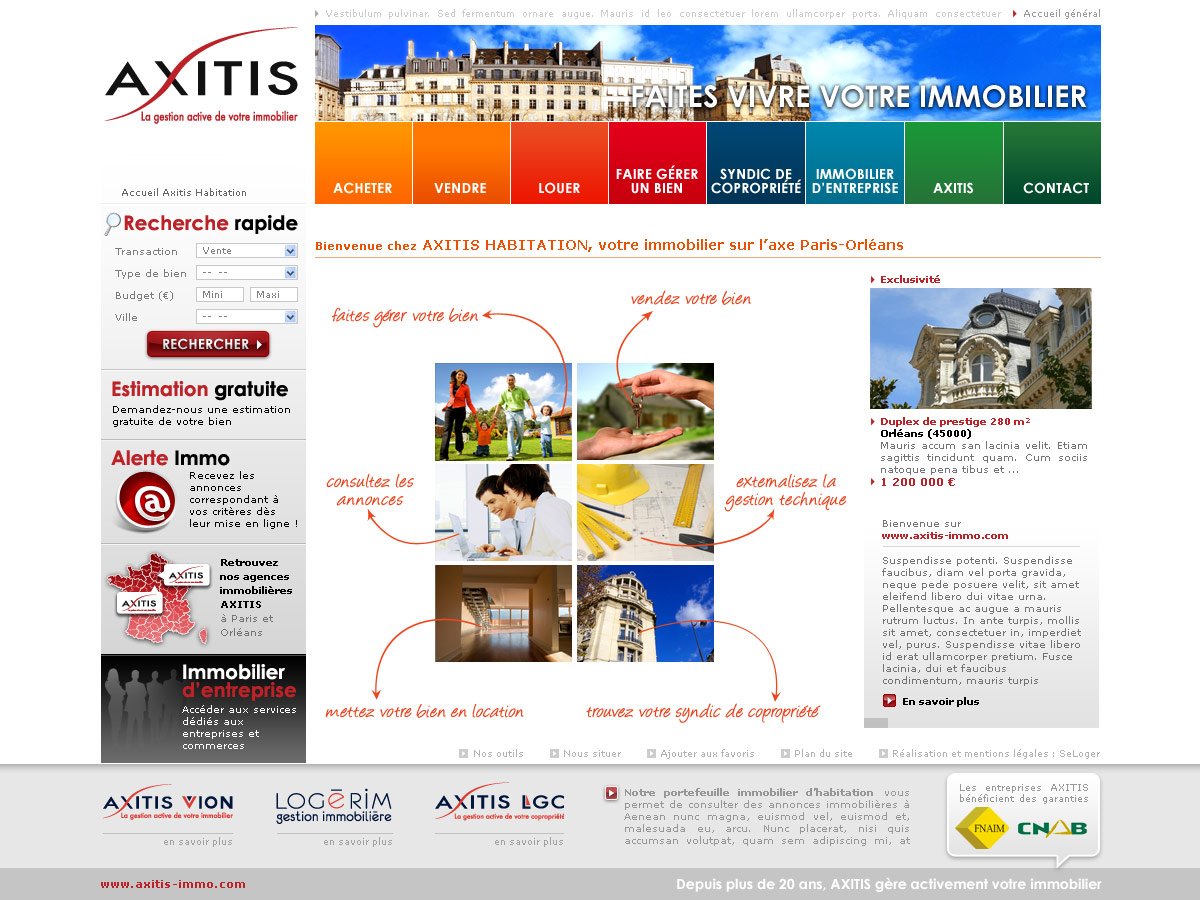 Vestibulum pulvinar. Sed fermentum ornare augue. Mauris id leo consectetuer lorem ullamcorper porta. Aliquam consectetuer
Accueil général
AXITIS
La gestion active de votre immobilier
FAITES VIVRE VOTRE IMMOBILIER
ACHETER
VENDRE
LOUER
FAIRE GÉRER
UN BIEN
SYNDIC DE
COPROPRIÉTÉ
IMMOBILIER
D'ENTREPRISE
AXITIS
CONTACT
Accueil Axitis Habitation
Recherche rapide
Transaction
Vente
Type de bien
-- --
Budget (€)
Mini
Maxi
Ville
-- --
RECHERCHER
Estimation gratuite
Demandez-nous une estimation
gratuite de votre bien
Alerte Immo
@
Recevez les
annonces
correspondant à
vos critères dès
leur mise en ligne !
AXITIS
AXITIS
Retrouvez
nos agences
immobilières
AXITIS
à Paris et
Orléans
Immobilier
d'entreprise
Accéder aux services
dédiés aux
entreprises et
commerces
Bienvenue chez AXITIS HABITATION, votre immobilier sur l'axe Paris-Orléans
faites gérer votre bien
vendez votre bien
consultez les
annonces
externalisez la
gestion technique
mettez votre bien en location
trouvez votre syndic de copropriété
Exclusivité
Duplex de prestige 280 m²
Orléans (45000)
Mauris accum san lacinia velit. Etiam
sagittis tincidunt quam. Cum sociis
natoque pena tibus et ...
1 200 000 €
Bienvenue sur
www.axitis-immo.com
Suspendisse potenti. Suspendisse
faucibus, diam vel porta gravida,
neque pede posuere velit, sit amet
eleifend libero dui vitae urna.
Pellentesque ac augue a mauris
rutrum luctus. In ante turpis, mollis
sit amet, consectetuer in, imperdiet
vel, purus. Suspendisse vitae libero
id erat ullamcorper pretium. Fusce
lacinia, dui et faucibus
condimentum, mauris turpis
En savoir plus
Nos outils
Nous situer
Ajouter aux favoris
Plan du site
Réalisation et mentions légales : SeLoger
AXITIS VION
La gestion active de votre immobilier
en savoir plus
LOGÉRIM
gestion immobilière
en savoir plus
AXITIS LGC
La gestion active de votre copropriété
en savoir plus
Notre portefeuille immobilier d'habitation vous
permet de consulter des annonces immobilières à
Aenean nunc magna, euismod vel, euismod et,
malesuada eu, arcu. Nunc placerat, nisi quis
accumsan volutpat, quam sem adipiscing mi, at
Les entreprises AXITIS
bénéficient des garanties
FNAIM
CNAB
www.axitis-immo.com
Depuis plus de 20 ans, AXITIS gère activement votre immobilier